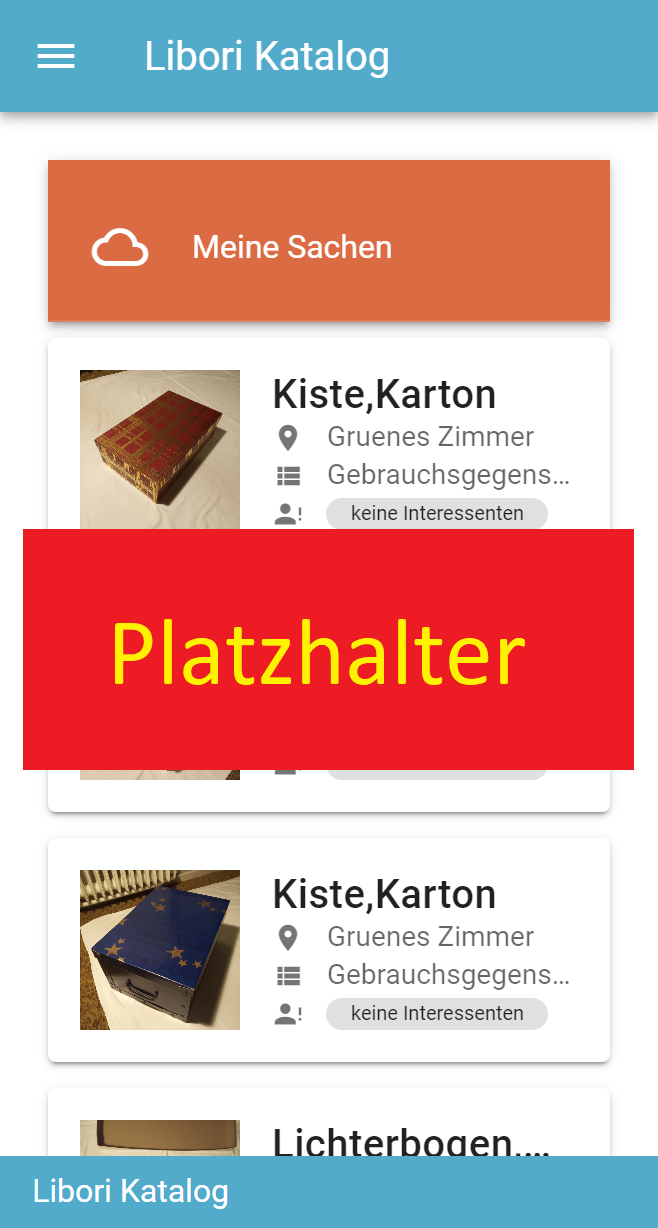 Libori Katalog
Meine Sachen
Kiste,Karton
Gruenes Zimmer
Gebrauchsgegens...
keine Interessenten
Platzhalter
Kiste,Karton
Gruenes Zimmer
Gebrauchsgegens...
keine Interessenten
Lichterbogen,...
Libori Katalog